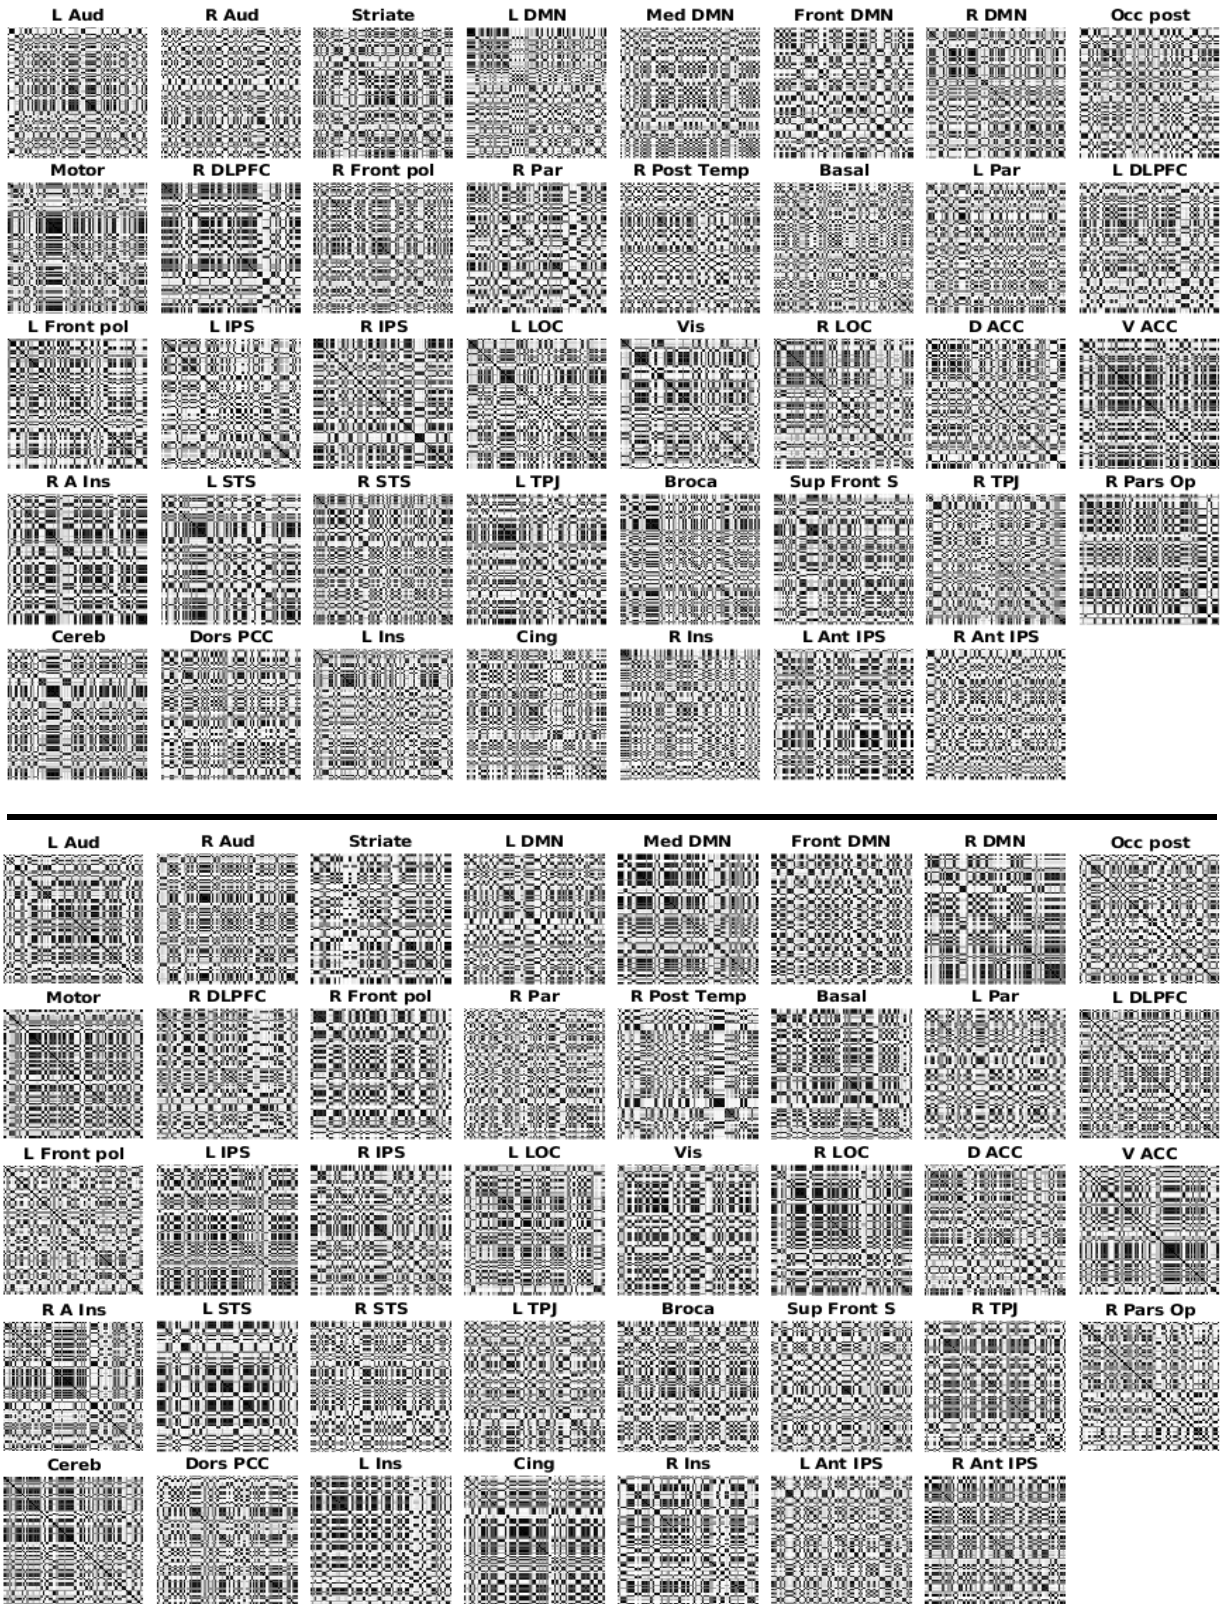 L Aud R Aud Striate L DMN Med DMN Front DMN R DMN Occ post
Motor R DLPFC R Front pol R Par R Post Temp Basal L Par L DLPFC
L Front pol L IPS R IPS L LOC Vis R LOC D ACC V ACC
R A Ins L STS R STS L TPJ Broca Sup Front S R TPJ R Pars Op
Cereb Dors PCC L Ins Cing R Ins L Ant IPS R Ant IPS
L Aud R Aud Striate L DMN Med DMN Front DMN R DMN Occ post
Motor R DLPFC R Front pol R Par R Post Temp Basal L Par L DLPFC
L Front pol L IPS R IPS L LOC Vis R LOC D ACC V ACC
R A Ins L STS R STS L TPJ Broca Sup Front S R TPJ R Pars Op
Cereb Dors PCC L Ins Cing R Ins L Ant IPS R Ant IPS